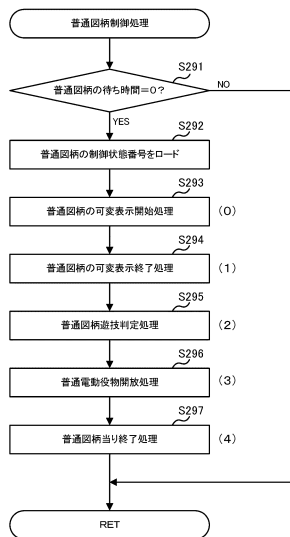 普通図柄制御処理
S291
普通図柄の待ち時間=0?
NO
YES
S292
普通図柄の制御状態番号をロード
S293
普通図柄の可変表示開始処理
(0)
S294
普通図柄の可変表示終了処理
(1)
S295
普通図柄遊技判定処理
(2)
S296
普通電動役物開放処理
(3)
S297
普通図柄当り終了処理
(4)
RET